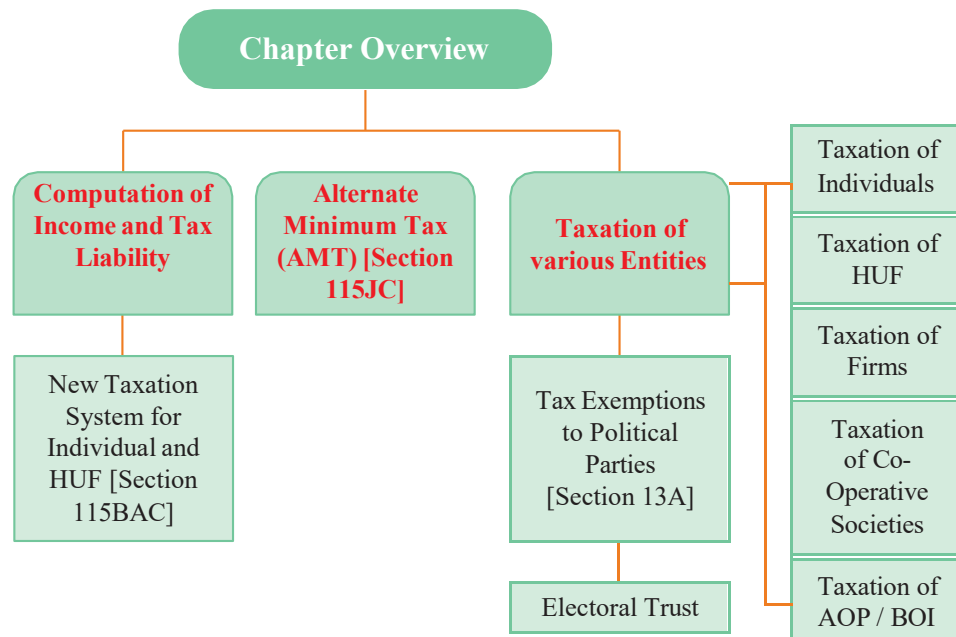 Chapter Overview
Computation of
Income and Tax
Liability
Alternate
Minimum Tax
(AMT) [Section
115JC]
Taxation of
various Entities
New Taxation
System for
Individual and
HUF [Section
115BAC]
Tax Exemptions
to Political
Parties
[Section 13A]
Electoral Trust
Taxation of
Individuals
Taxation of
HUF
Taxation of
Firms
Taxation
of Co-
Operative
Societies
Taxation of
AOP / BOI